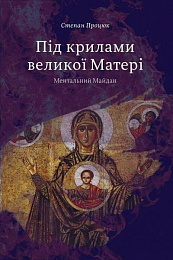 Степан Процюк
Під крилами
великої Матері
Ментальний Майдан